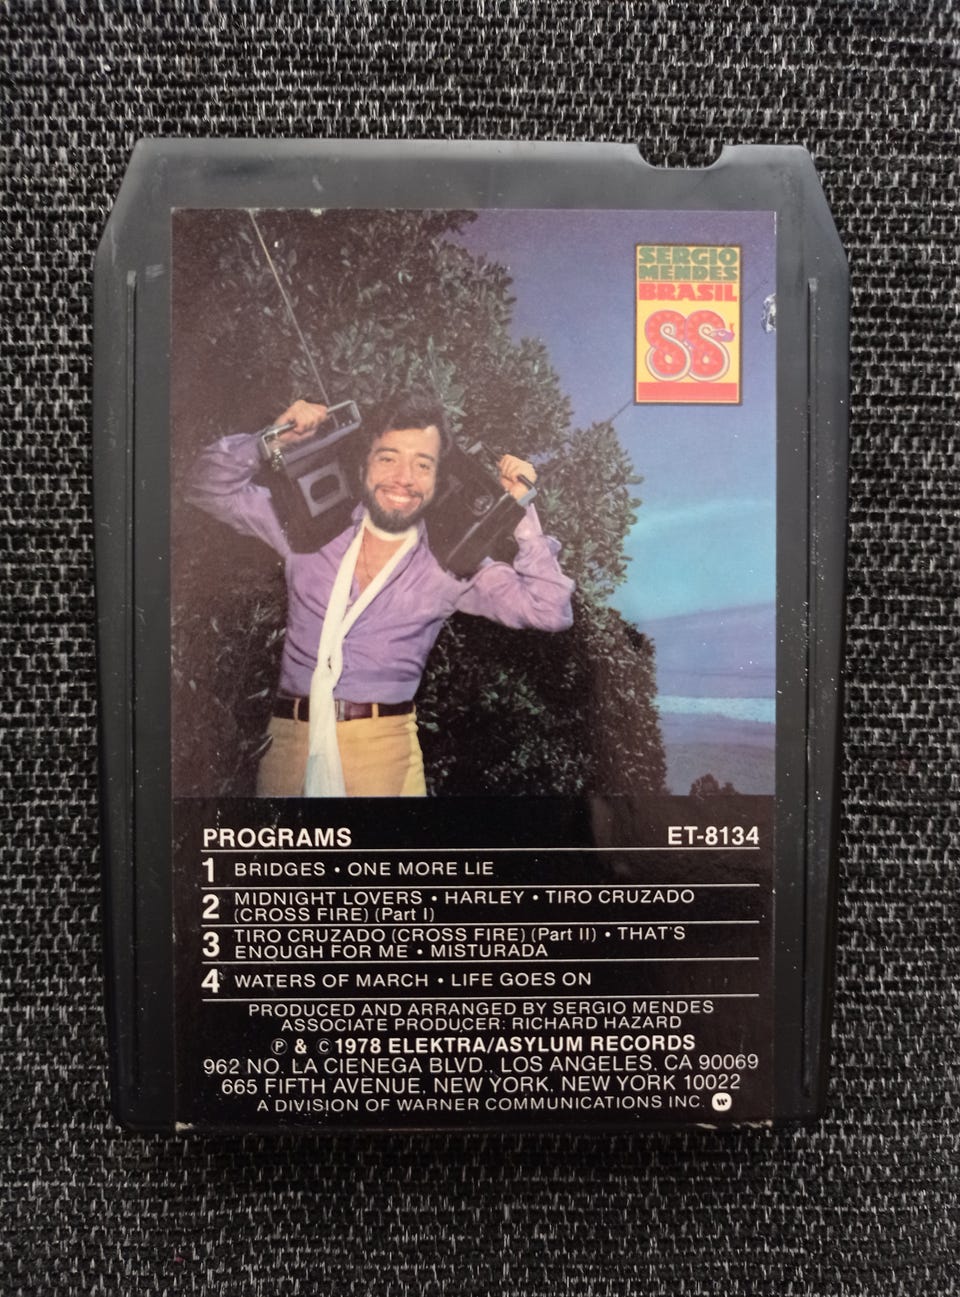 SERGIO
MENDES
BRASIL
88
PROGRAMS ET-8134
1 BRIDGES • ONE MORE LIE
2 MIDNIGHT LOVERS • HARLEY • TIRO CRUZADO
(CROSS FIRE) (Part I)
3 TIRO CRUZADO (CROSS FIRE) (Part II) • THAT'S
ENOUGH FOR ME • MISTURADA
4 WATERS OF MARCH • LIFE GOES ON
PRODUCED AND ARRANGED BY SERGIO MENDES
ASSOCIATE PRODUCER: RICHARD HAZARD
℗ & © 1978 ELEKTRA/ASYLUM RECORDS
962 NO. LA CIENEGA BLVD., LOS ANGELES, CA 90069
665 FIFTH AVENUE, NEW YORK, NEW YORK 10022
A DIVISION OF WARNER COMMUNICATIONS INC. W